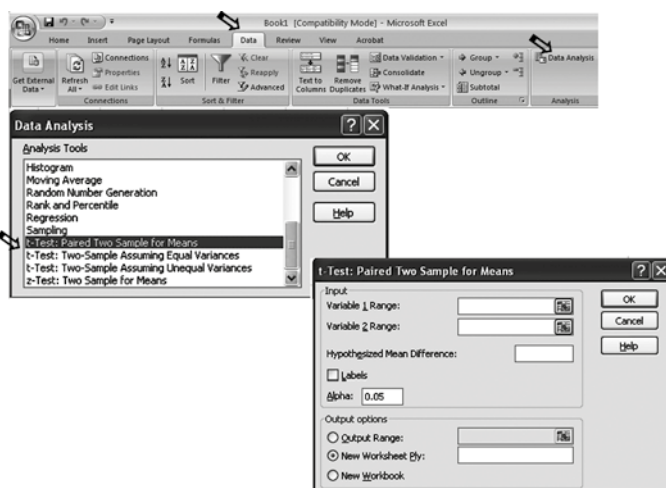 Book1 [Compatibility Mode] - Microsoft Excel
Home Insert Page Layout Formulas Data Review View Acrobat
Get External Data
Refresh All
Connections
Properties
Edit Links
Connections
Sort
Filter
Clear
Reapply
Advanced
Sort & Filter
Text to Columns
Remove Duplicates
Data Validation
Consolidate
What-If Analysis
Data Tools
Group
Ungroup
Subtotal
Outline
Data Analysis
Analysis
Data Analysis
Analysis Tools
Histogram
Moving Average
Random Number Generation
Rank and Percentile
Regression
Sampling
t-Test: Paired Two Sample for Means
t-Test: Two-Sample Assuming Equal Variances
t-Test: Two-Sample Assuming Unequal Variances
z-Test: Two Sample for Means
OK
Cancel
Help
t-Test: Paired Two Sample for Means
Input
Variable 1 Range:
Variable 2 Range:
Hypothesized Mean Difference:
Labels
Alpha: 0.05
Output options
Output Range:
New Worksheet Ply:
New Workbook
OK
Cancel
Help